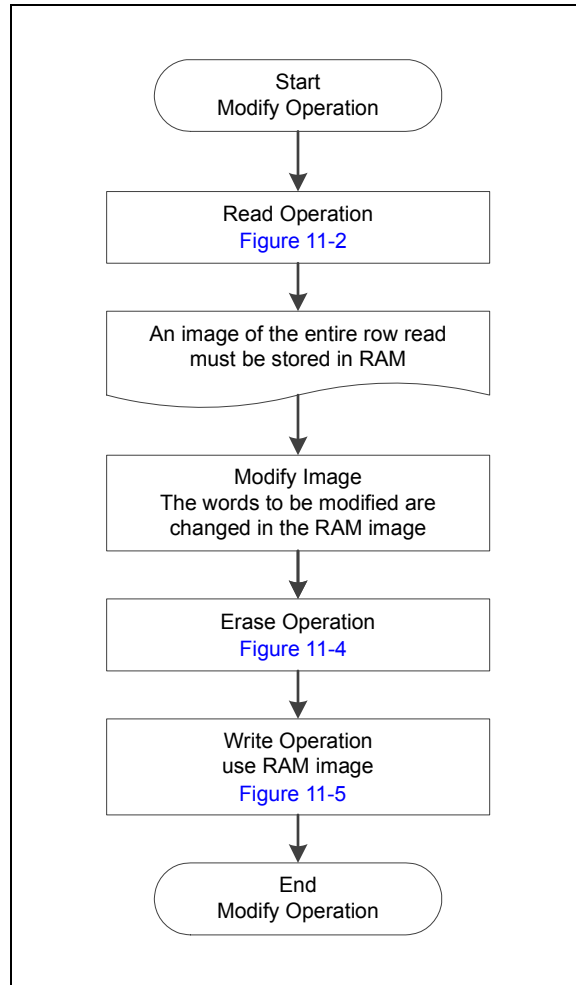 Start
Modify Operation
Read Operation
Figure 11-2
An image of the entire row read
must be stored in RAM
Modify Image
The words to be modified are
changed in the RAM image
Erase Operation
Figure 11-4
Write Operation
use RAM image
Figure 11-5
End
Modify Operation